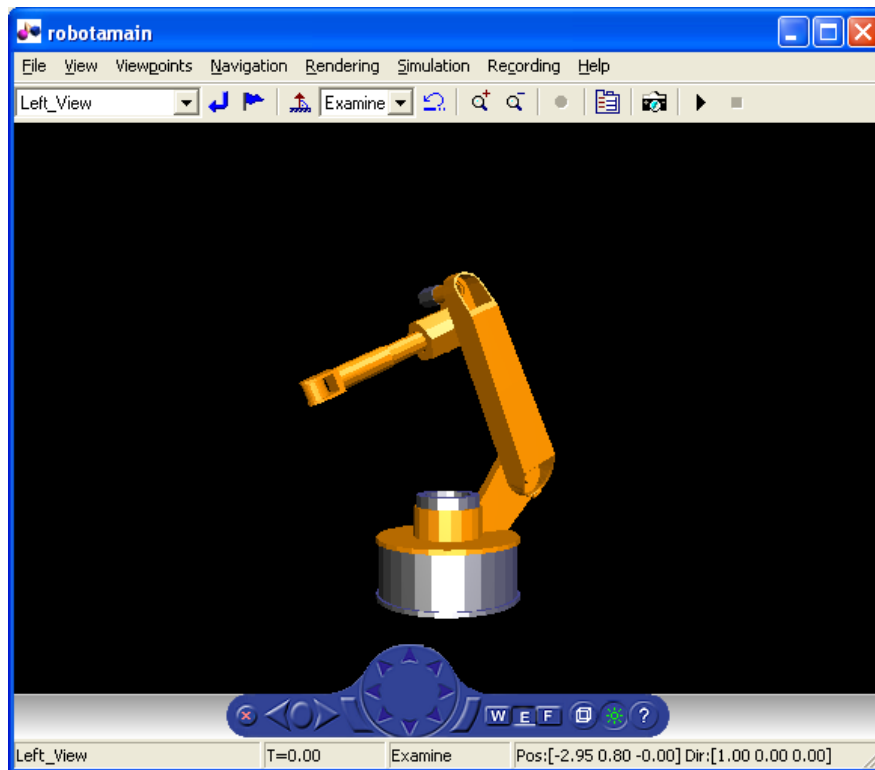 robotamain
File View Viewpoints Navigation Rendering Simulation Recording Help
Left_View Examine
W E F ?
Left_View T=0.00 Examine Pos:[-2.95 0.80 -0.00] Dir:[1.00 0.00 0.00]